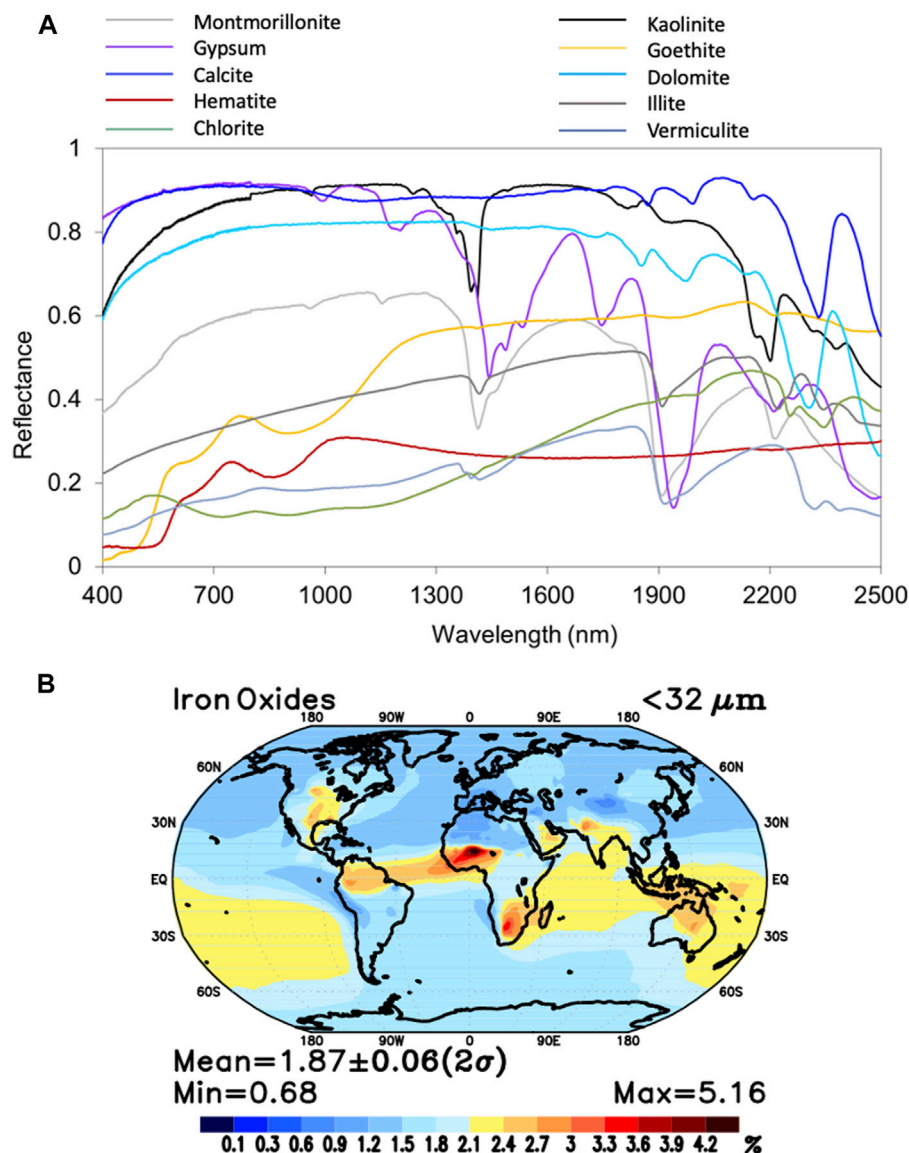 A
Montmorillonite
Gypsum
Calcite
Hematite
Chlorite
Kaolinite
Goethite
Dolomite
Illite
Vermiculite
1
0.8
0.6
0.4
0.2
0
Reflectance
400 700 1000 1300 1600 1900 2200 2500
Wavelength (nm)
B
Iron Oxides <32 μm
180 90W 0 90E 180
60N 60N
30N 30N
EQ EQ
30S 30S
60S 60S
180 90W 0 90E 180
Mean=1.87±0.06(2σ)
Min=0.68 Max=5.16
0.1 0.3 0.6 0.9 1.2 1.5 1.8 2.1 2.4 2.7 3 3.3 3.6 3.9 4.2 %